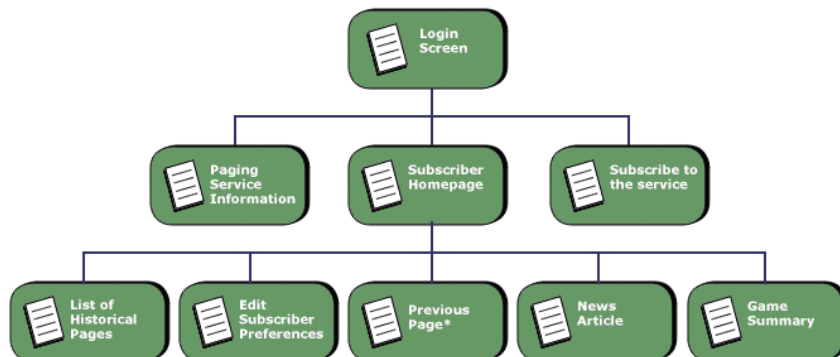 Login
Screen
Paging
Service
Information
Subscriber
Homepage
Subscribe to
the service
List of
Historical
Pages
Edit
Subscriber
Preferences
Previous
Page*
News
Article
Game
Summary